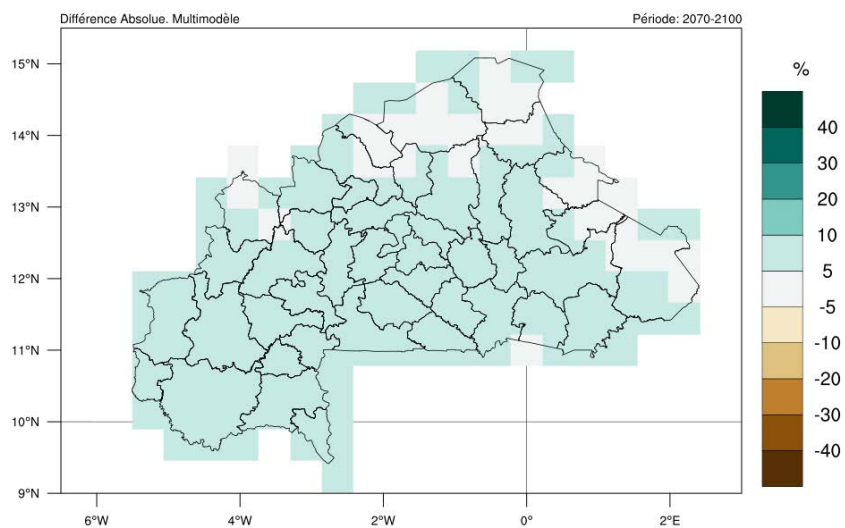 Différence Absolue. Multimodèle
Période: 2070-2100
%
15°N
14°N
13°N
12°N
11°N
10°N
9°N
40
30
20
10
5
-5
-10
-20
-30
-40
6°W
4°W
2°W
0°
2°E